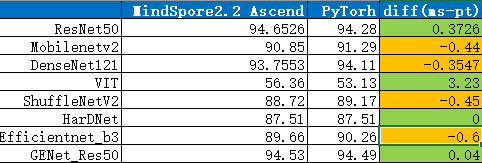 MindSpore2.2 Ascend PyTorh diff(ms-pt)
ResNet50 94.6526 94.28 0.3726
Mobilenetv2 90.85 91.29 -0.44
DenseNet121 93.7553 94.11 -0.3547
VIT 56.36 53.13 3.23
ShuffleNetV2 88.72 89.17 -0.45
HarDNet 87.51 87.51 0
Efficientnet_b3 89.66 90.26 -0.6
GENet_Res50 94.53 94.49 0.04